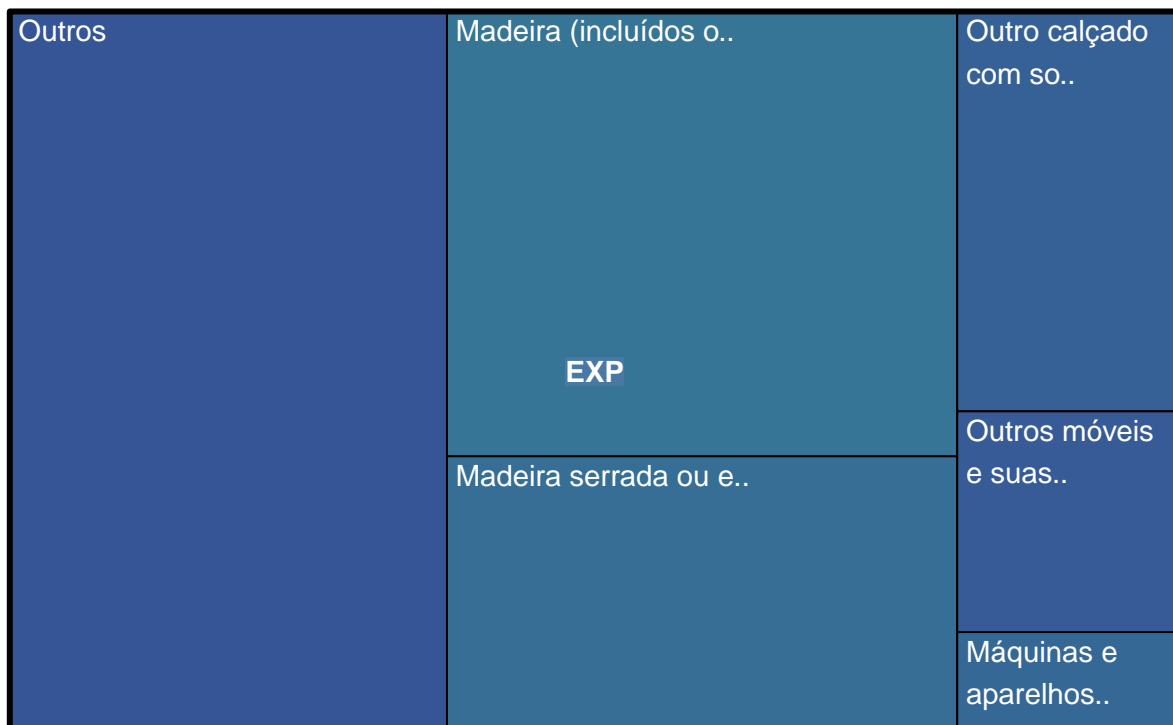 Outros
Madeira (incluídos o..
EXP
Madeira serrada ou e..
Outro calçado
com so..
Outros móveis
e suas..
Máquinas e
aparelhos..